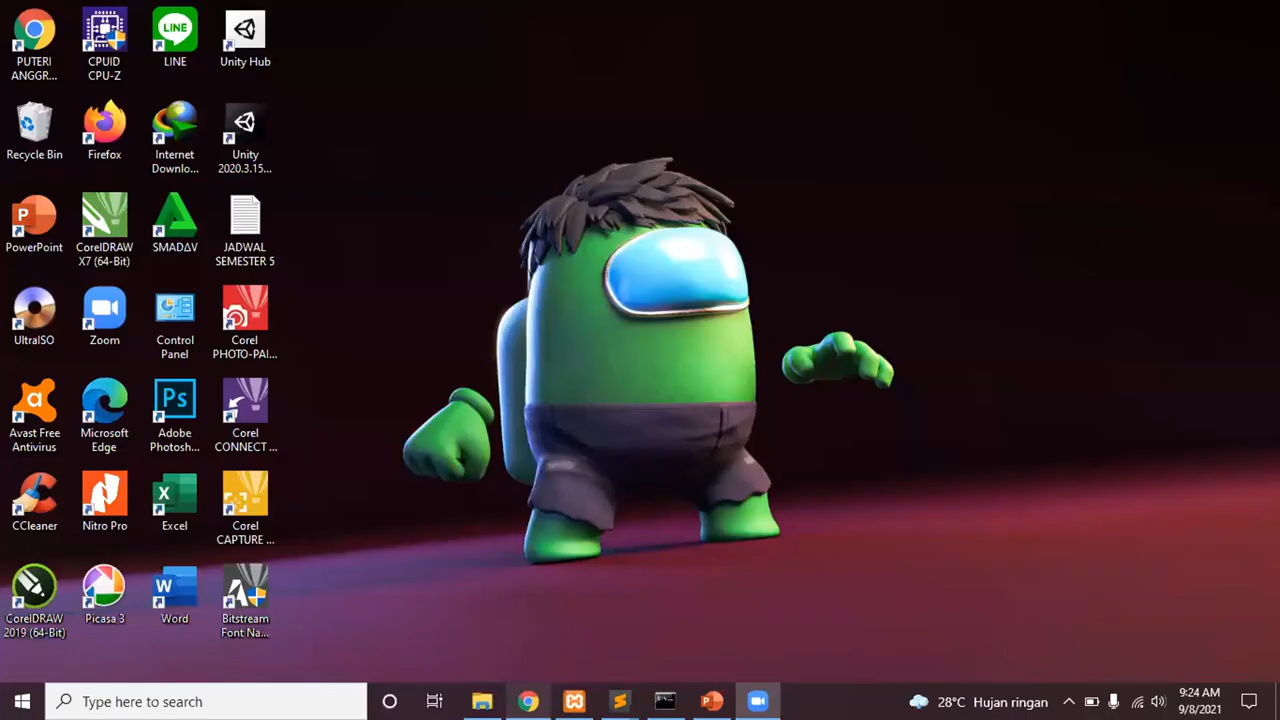 PUTERI
ANGGR...
CPUID
CPU-Z
LINE
Unity Hub
Recycle Bin
Firefox
Internet
Downlo...
Unity
2020.3.15...
PowerPoint
CorelDRAW
X7 (64-Bit)
SMADΔV
JADWAL
SEMESTER 5
UltraISO
Zoom
Control
Panel
Corel
PHOTO-PAI...
Avast Free
Antivirus
Microsoft
Edge
Adobe
Photosh...
Corel
CONNECT ...
CCleaner
Nitro Pro
Excel
Corel
CAPTURE ...
CorelDRAW
2019 (64-Bit)
Picasa 3
Word
Bitstream
Font Na...
Type here to search
28°C Hujan ringan
9:24 AM
9/8/2021